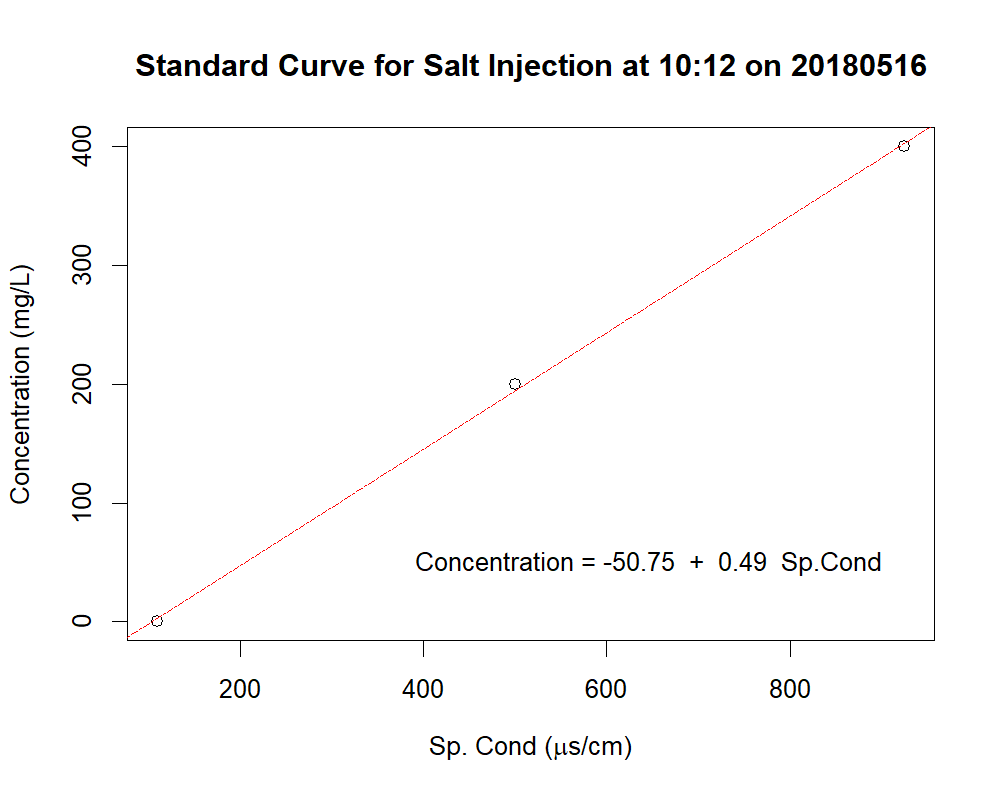 Standard Curve for Salt Injection at 10:12 on 20180516
Concentration (mg/L)
400
300
200
100
0
Concentration = -50.75  +  0.49  Sp.Cond
200 400 600 800
Sp. Cond (μs/cm)